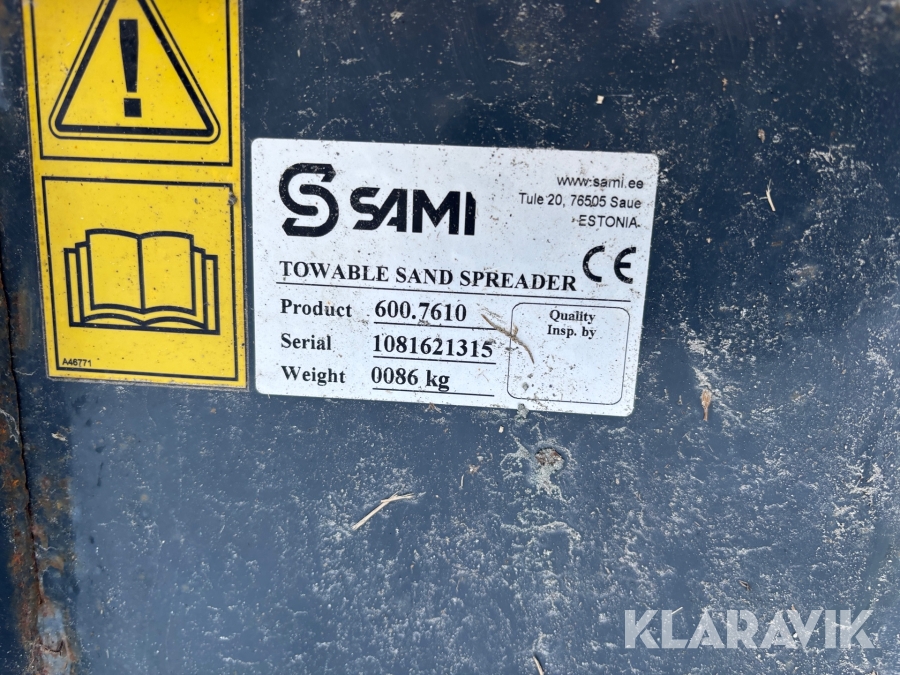 SAMI
www.sami.ee
Tule 20, 76505 Saue
ESTONIA
CE
TOWABLE SAND SPREADER
Product 600.7610
Serial 1081621315
Weight 0086 kg
Quality
Insp. by
A46771
KLARAVIK